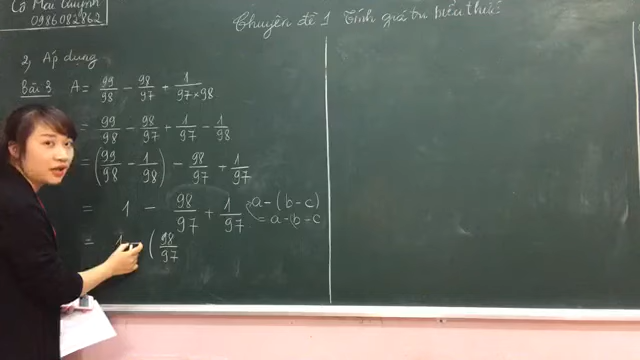 Cô Mai Quỳnh
0986082862
Chuyên đề 1 Tính giá trị biểu thức
2, Áp dụng
Bài 3 A = 99/98 - 98/97 + 1/97×98
= 99/98 - 98/97 + 1/97 - 1/98
= (99/98 - 1/98) - 98/97 + 1/97
= 1 - 98/97 + 1/97 a - (b - c)
= a - b - c
= 1 - (98/97